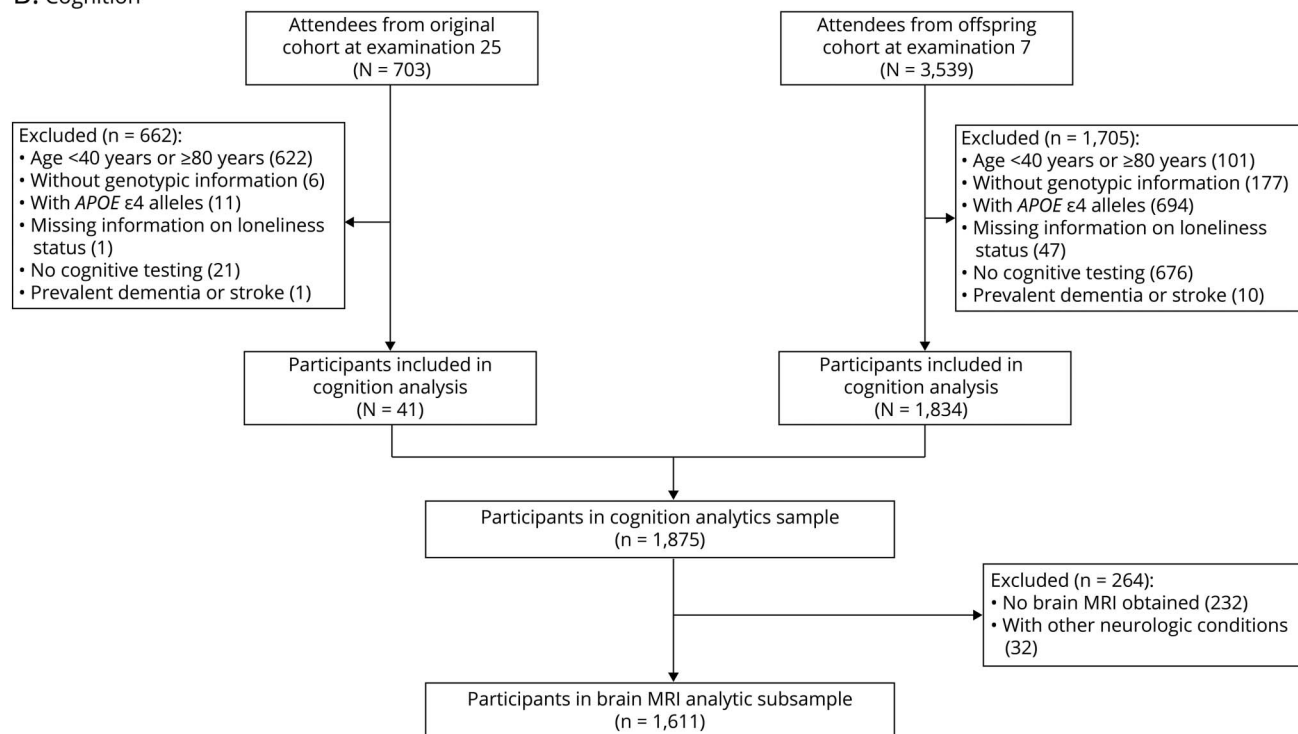 B. Cognition
Attendees from original
cohort at examination 25
(N = 703)
Attendees from offspring
cohort at examination 7
(N = 3,539)
Excluded (n = 662):
• Age <40 years or ≥80 years (622)
• Without genotypic information (6)
• With APOE ε4 alleles (11)
• Missing information on loneliness
status (1)
• No cognitive testing (21)
• Prevalent dementia or stroke (1)
Excluded (n = 1,705):
• Age <40 years or ≥80 years (101)
• Without genotypic information (177)
• With APOE ε4 alleles (694)
• Missing information on loneliness
status (47)
• No cognitive testing (676)
• Prevalent dementia or stroke (10)
Participants included in
cognition analysis
(N = 41)
Participants included in
cognition analysis
(N = 1,834)
Participants in cognition analytics sample
(n = 1,875)
Excluded (n = 264):
• No brain MRI obtained (232)
• With other neurologic conditions
(32)
Participants in brain MRI analytic subsample
(n = 1,611)